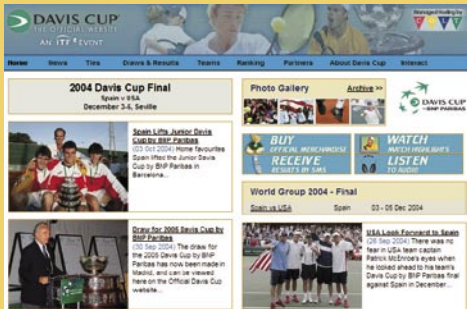 DAVIS CUP
THE OFFICIAL WEBSITE
AN ITF EVENT
Managed Hosting by
COLT
Home News Ties Draws & Results Teams Ranking Partners About Davis Cup Interact
2004 Davis Cup Final
Spain v USA
December 3-5, Seville
Spain Lifts Junior Davis
Cup by BNP Paribas
(03 Oct 2004) Home favourites
Spain lifted the Junior Davis
Cup by BNP Paribas in
Barcelona...
Draw for 2005 Davis Cup by
BNP Paribas
(30 Sep 2004) The draw for
the 2005 Davis Cup by BNP
Paribas has now been made in
Madrid, and can be viewed
here on the Official Davis Cup
website...
Photo Gallery Archive >>
DAVIS CUP
BNP PARIBAS
BUY
OFFICIAL MERCHANDISE
WATCH
MATCH HIGHLIGHTS
RECEIVE
RESULTS BY SMS
LISTEN
TO AUDIO
World Group 2004 - Final
Spain vs USA Spain 03 - 05 Dec 2004
USA Look Forward to Spain
(26 Sep 2004) There was no
fear in USA team captain
Patrick McEnroe's eyes when
he looked ahead to his team's
Davis Cup by BNP Paribas final
against Spain in December...